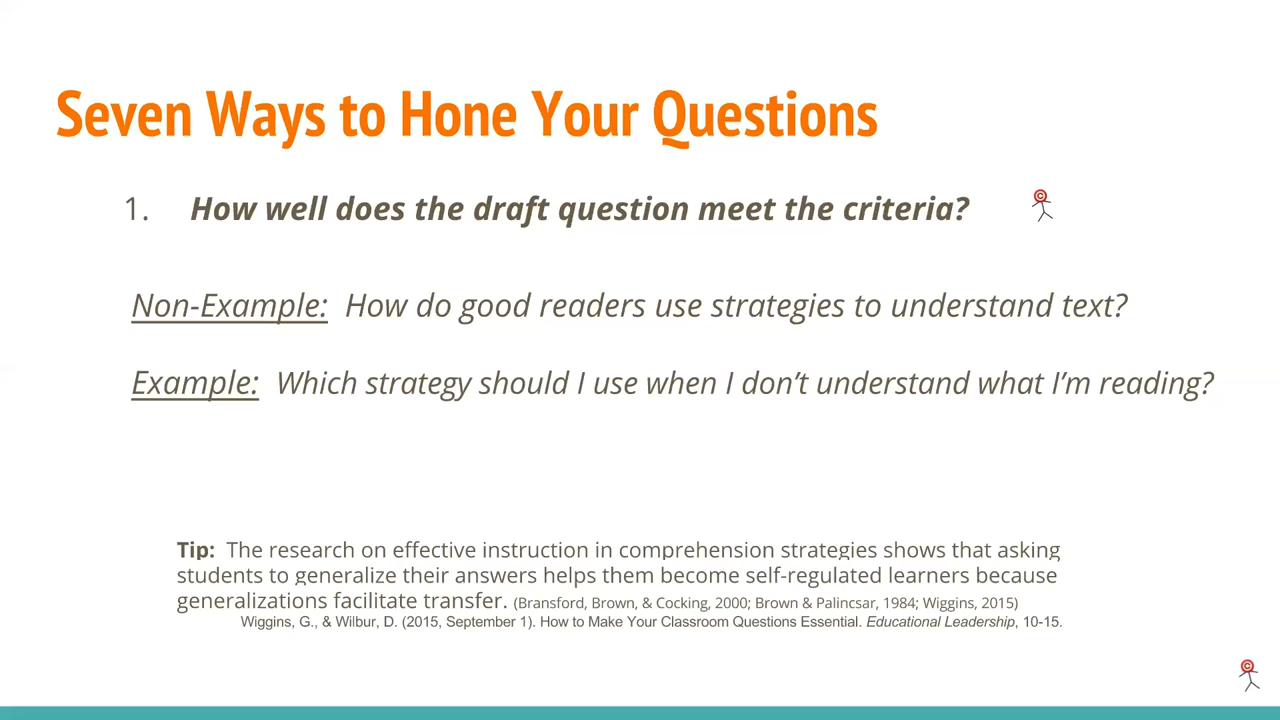 Seven Ways to Hone Your Questions
1. How well does the draft question meet the criteria?
Non-Example: How do good readers use strategies to understand text?
Example: Which strategy should I use when I don't understand what I'm reading?
Tip: The research on effective instruction in comprehension strategies shows that asking
students to generalize their answers helps them become self-regulated learners because
generalizations facilitate transfer. (Bransford, Brown, & Cocking, 2000; Brown & Palincsar, 1984; Wiggins, 2015)
Wiggins, G., & Wilbur, D. (2015, September 1). How to Make Your Classroom Questions Essential. Educational Leadership, 10-15.